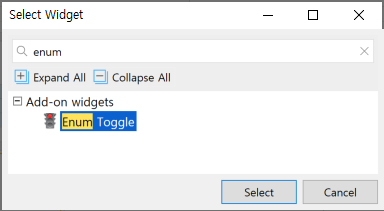 Select Widget
enum
Expand All Collapse All
Add-on widgets
Enum Toggle
Select Cancel